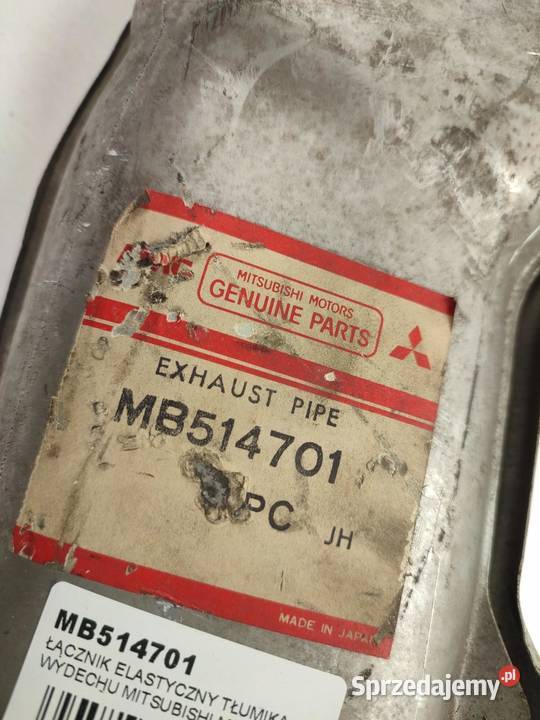 MMC
MITSUBISHI MOTORS
GENUINE PARTS
EXHAUST PIPE
MB514701
PC JH
MADE IN JAPAN
MB514701
ŁĄCZNIK ELASTYCZNY TŁUMIKA
WYDECHU MITSUBISHI
Sprzedajemy.pl